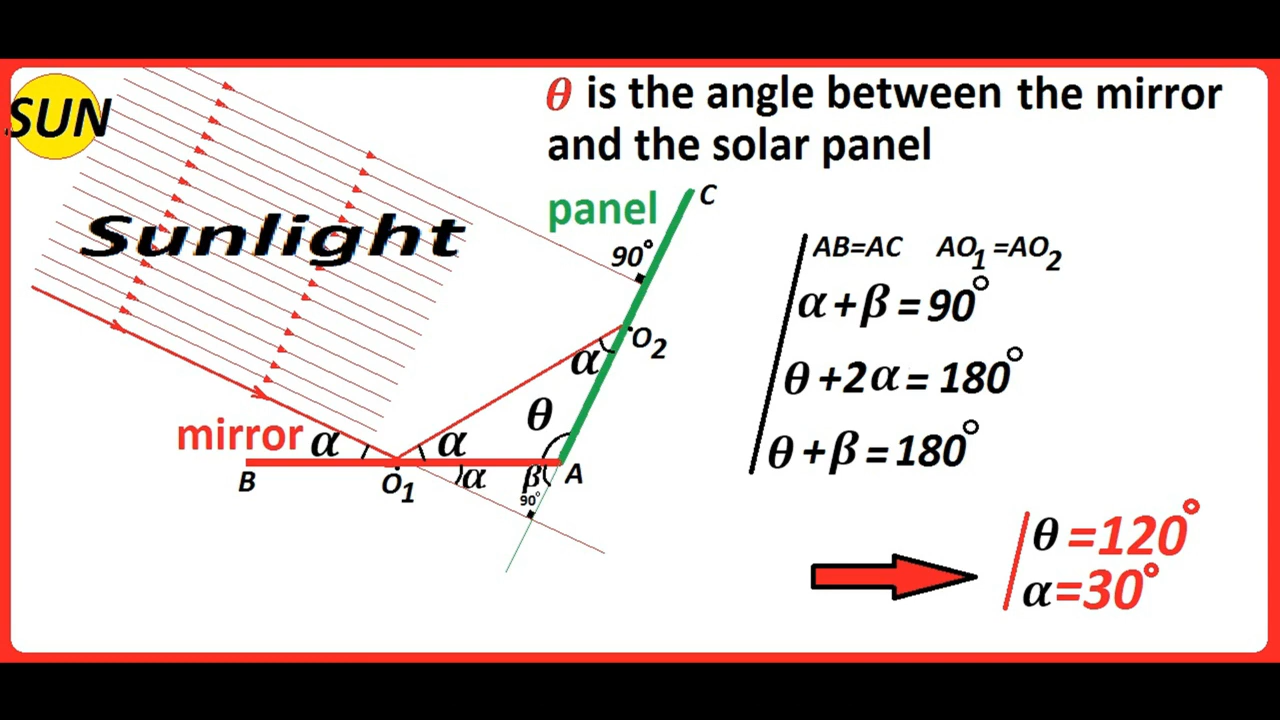 θ is the angle between the mirror
and the solar panel
SUN
Sunlight
panel
C
90°
AB=AC AO₁=AO₂
α+β=90°
O₂
α
θ+2α=180°
θ
mirror
α
α
θ+β=180°
B
O₁
α
β
A
90°
θ=120°
α=30°